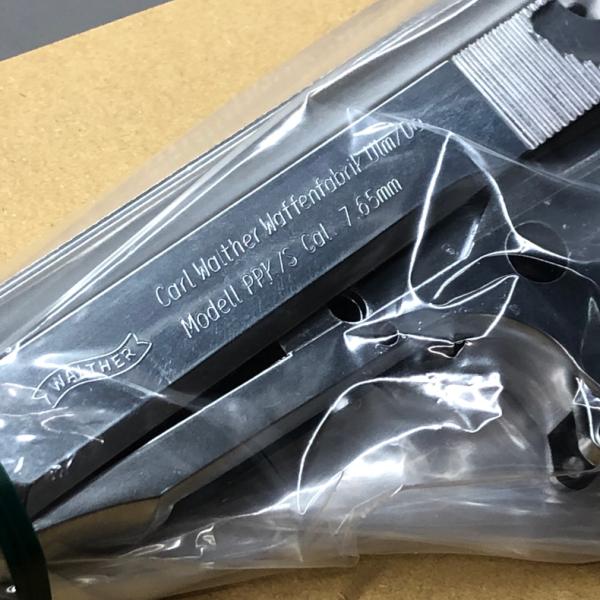 Carl Walther Waffenfabrik Ulm/Do
Modell PPK/S Cal. 7.65mm
WALTHER